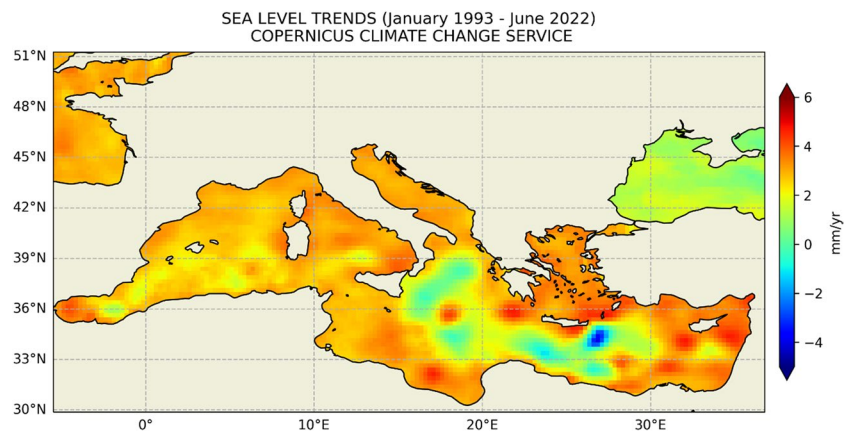 SEA LEVEL TRENDS (January 1993 - June 2022)
COPERNICUS CLIMATE CHANGE SERVICE
51°N
48°N
45°N
42°N
39°N
36°N
33°N
30°N
0°
10°E
20°E
30°E
6
4
2
0
−2
−4
mm/yr